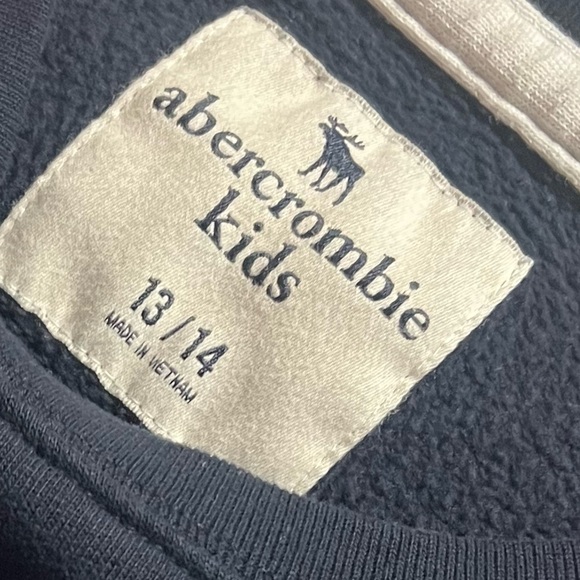 abercrombie
kids
13/14
MADE IN VIETNAM